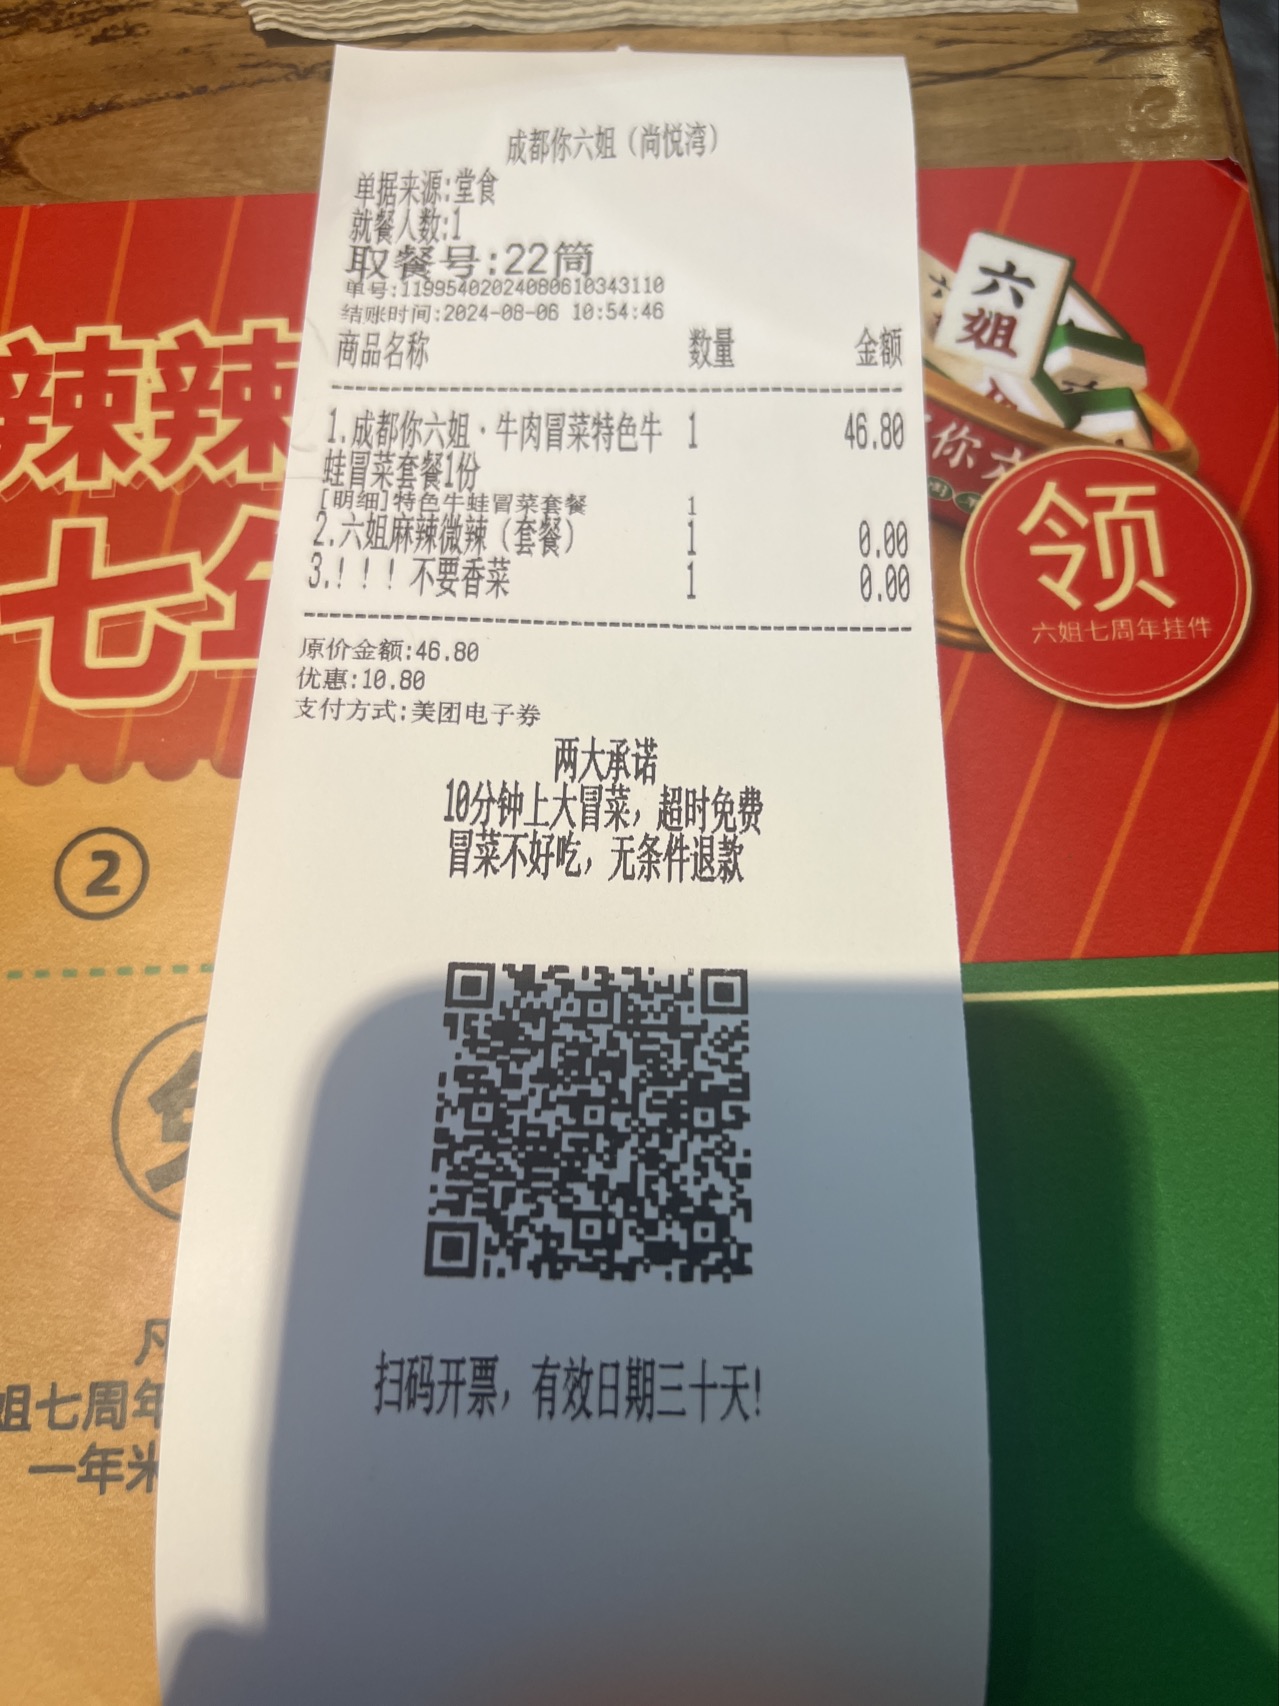 成都你六姐（尚悦湾）
单据来源:堂食
就餐人数:1
取餐号:22筒
单号:11995402024080610343110
结账时间:2024-08-06 10:54:46
商品名称 数量 金额
1.成都你六姐·牛肉冒菜特色牛 1 46.80
蛙冒菜套餐1份
[明细]特色牛蛙冒菜套餐 1
2.六姐麻辣微辣（套餐） 1 0.00
3.！！！不要香菜 1 0.00
原价金额:46.80
优惠:10.80
支付方式:美团电子券
两大承诺
10分钟上大冒菜，超时免费
冒菜不好吃，无条件退款
扫码开票，有效日期三十天!
辣辣
七
②
凡
姐七周年
一年米
六
姐
你六
领
六姐七周年挂件